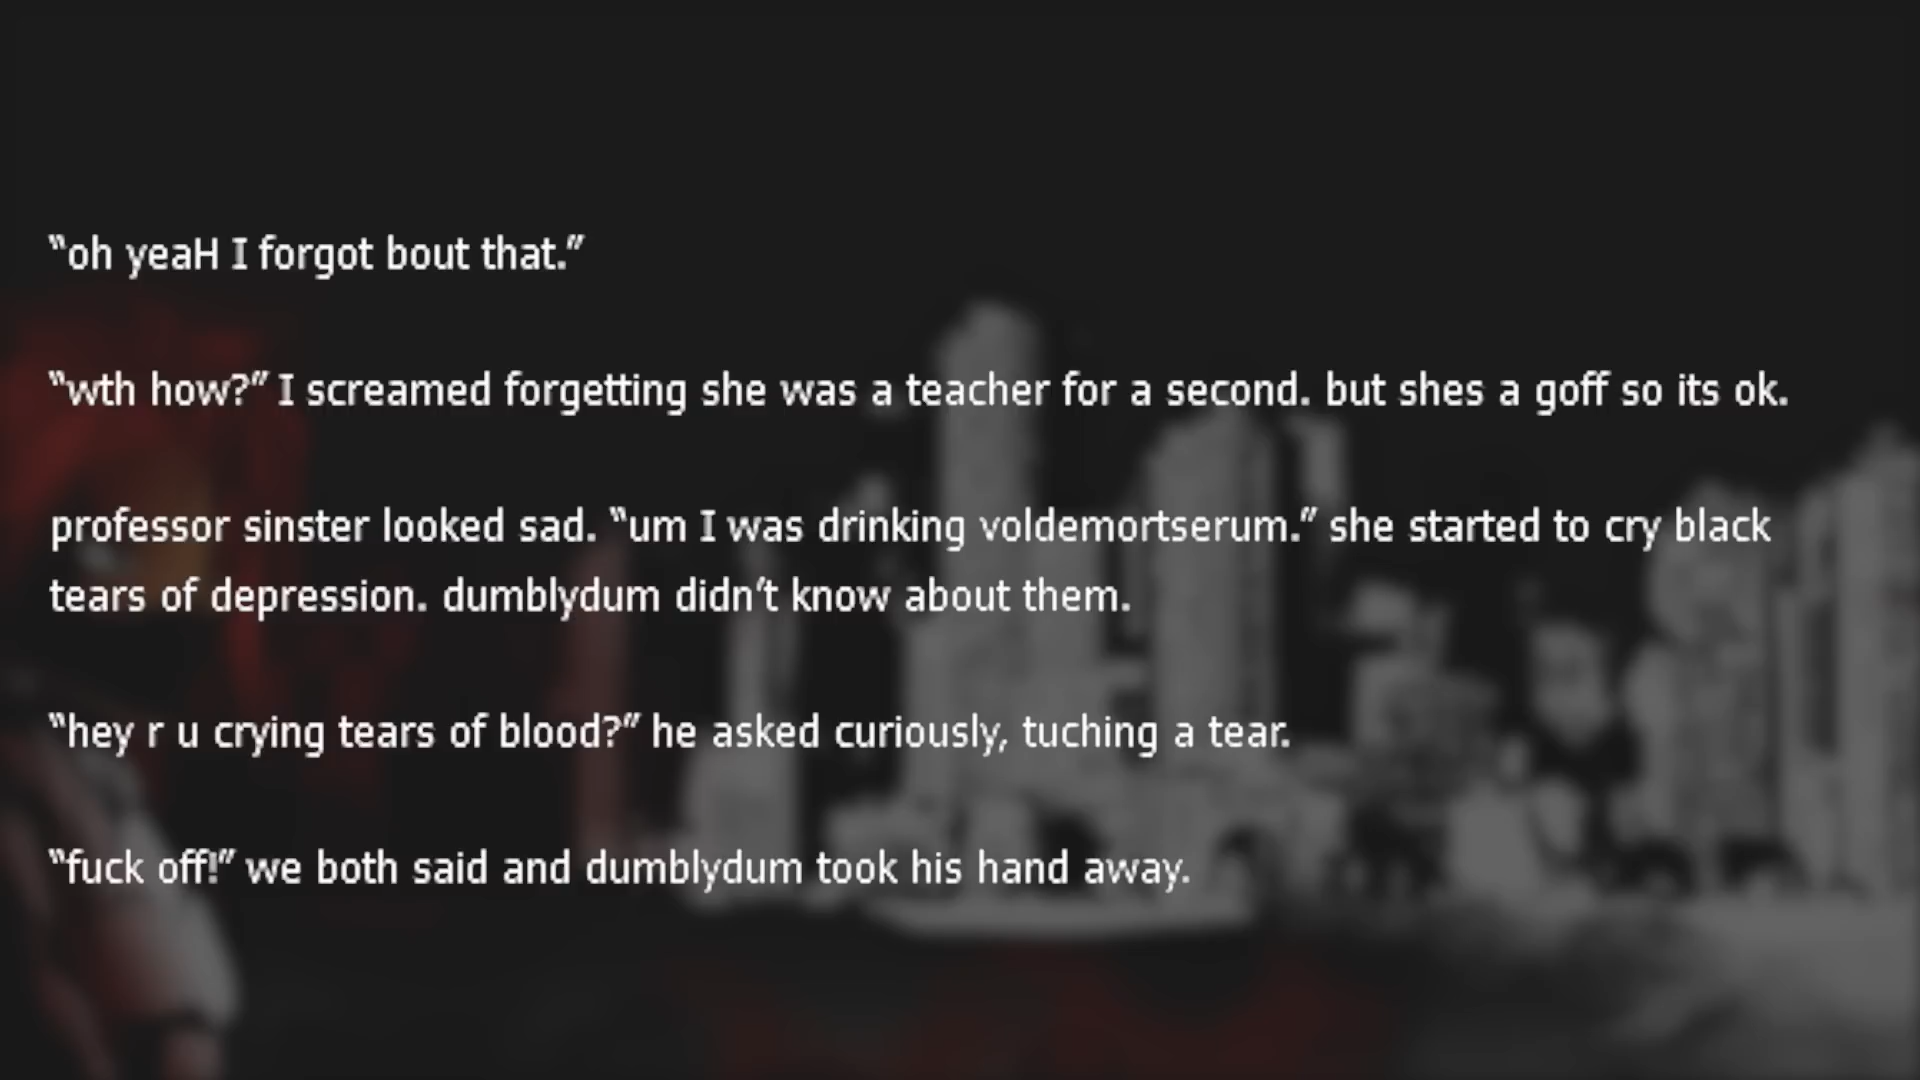 “oh yeaH I forgot bout that.”
“wth how?” I screamed forgetting she was a teacher for a second. but shes a goff so its ok.
professor sinster looked sad. “um I was drinking voldemortserum.” she started to cry black
tears of depression. dumblydum didn’t know about them.
“hey r u crying tears of blood?” he asked curiously, tuching a tear.
“fuck off!” we both said and dumblydum took his hand away.